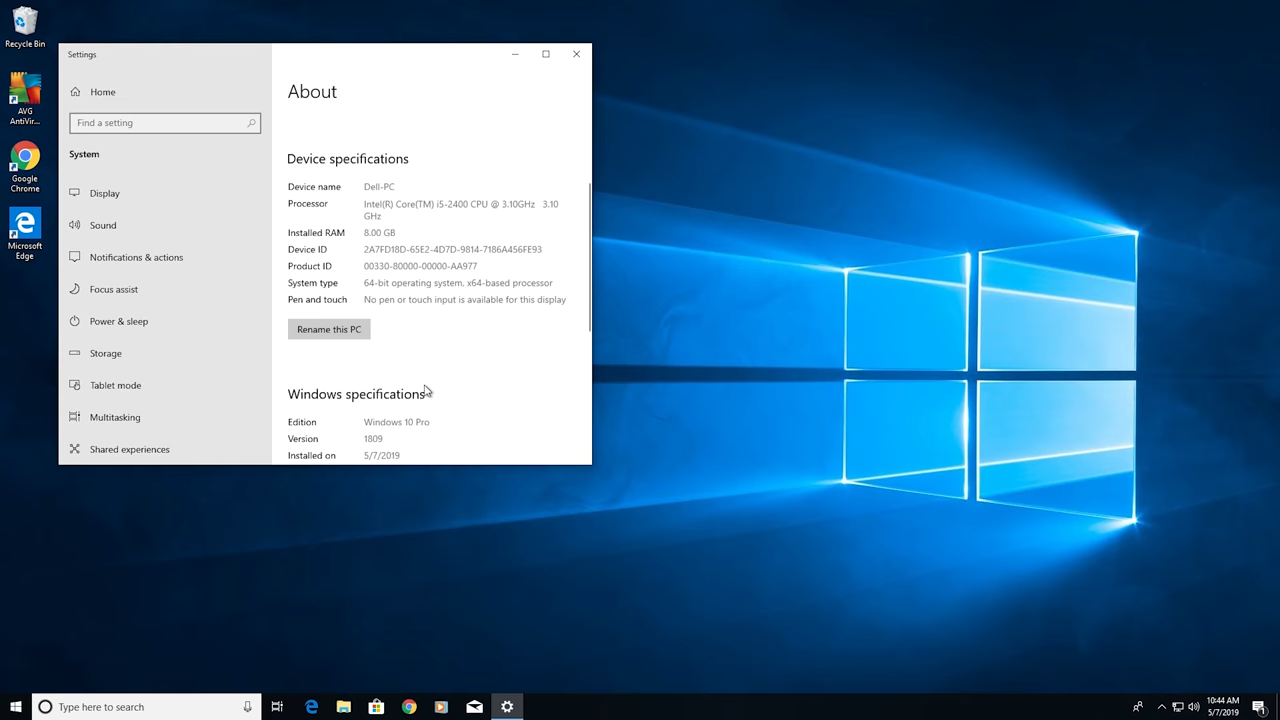 Recycle Bin
AVG
AntiVir...
Google
Chrome
Microsoft
Edge
Settings
Home
Find a setting
System
Display
Sound
Notifications & actions
Focus assist
Power & sleep
Storage
Tablet mode
Multitasking
Shared experiences
About
Device specifications
Device name Dell-PC
Processor Intel(R) Core(TM) i5-2400 CPU @ 3.10GHz 3.10
GHz
Installed RAM 8.00 GB
Device ID 2A7FD18D-65E2-4D7D-9814-7186A456FE93
Product ID 00330-80000-00000-AA977
System type 64-bit operating system, x64-based processor
Pen and touch No pen or touch input is available for this display
Rename this PC
Windows specifications
Edition Windows 10 Pro
Version 1809
Installed on 5/7/2019
Type here to search
10:44 AM
5/7/2019
1